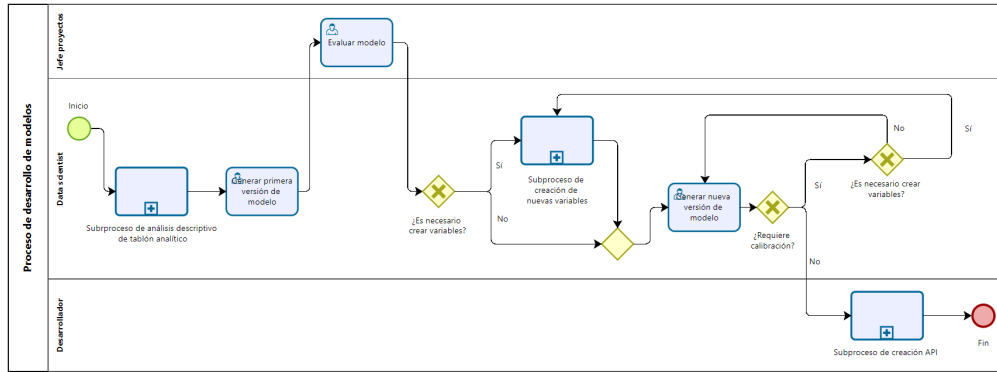 Proceso de desarrollo de modelos
Jefe proyectos
Evaluar modelo
Data scientist
Inicio
Subrproceso de análisis descriptivo
de tablón analítico
Generar primera
versión de
modelo
¿Es necesario
crear variables?
Sí
No
Subproceso de
creación de
nuevas variables
Generar nueva
versión de
modelo
¿Requiere
calibración?
Sí
No
¿Es necesario crear
variables?
No
Sí
Desarrollador
Subproceso de creación API
Fin